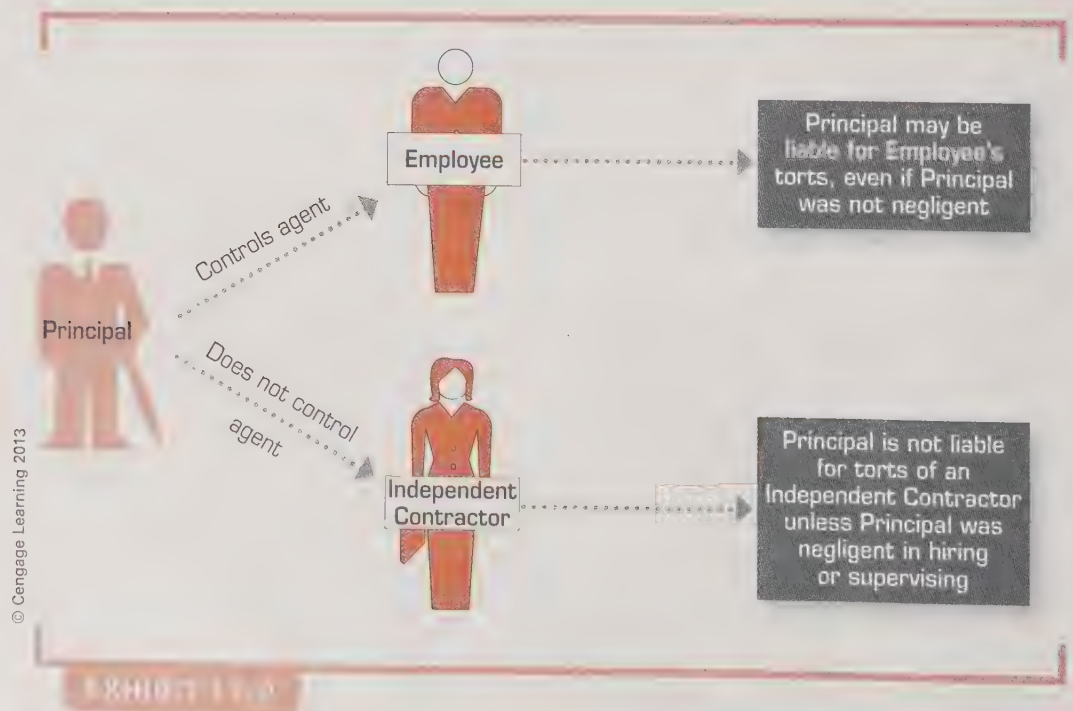 Controls agent
Employee
Principal may be
liable for Employee's
torts, even if Principal
was not negligent
Principal
Does not control
agent
Independent
Contractor
Principal is not liable
for torts of an
Independent Contractor
unless Principal was
negligent in hiring
or supervising
© Cengage Learning 2013
EXHIBIT